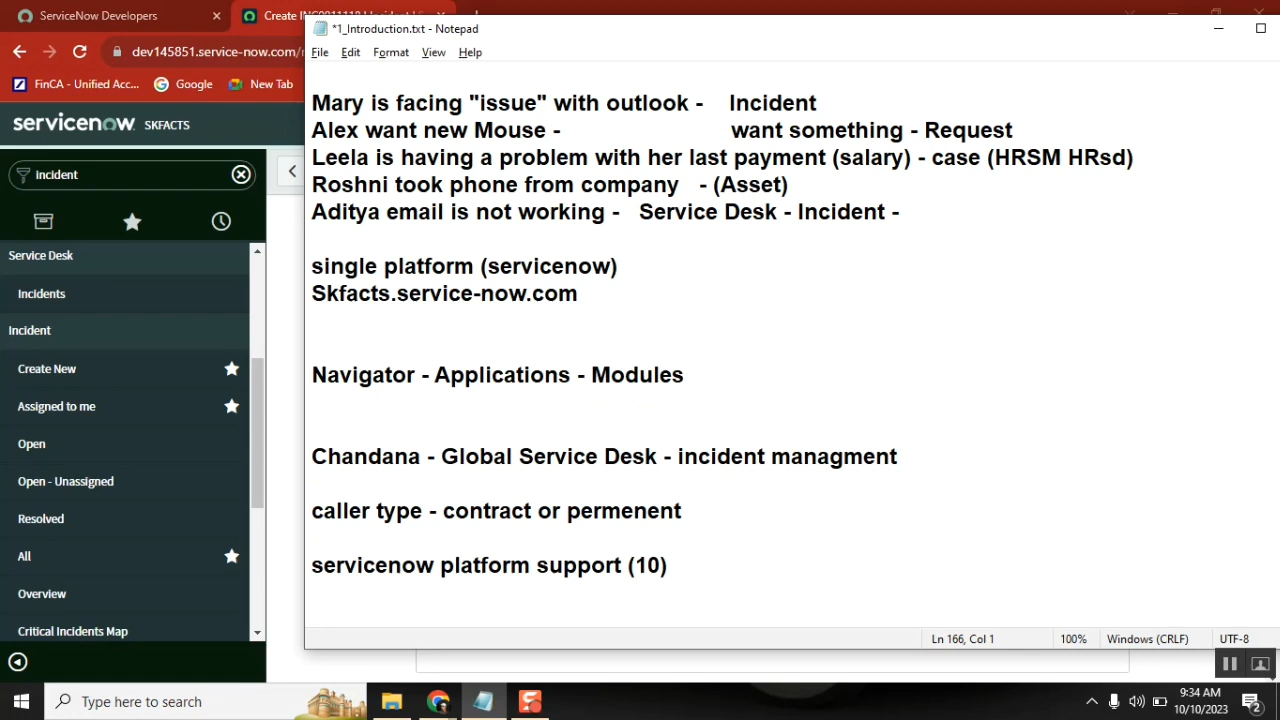 ServiceNow Developers
*1_Introduction.txt - Notepad
dev145851.service-now.com/
File Edit Format View Help
FinCA - Unified Acc... Google New Tab
servicenow SKFACTS
incident
Service Desk
Incidents
Incident
Create New
Assigned to me
Open
Open - Unassigned
Resolved
All
Overview
Critical Incidents Map
Mary is facing "issue" with outlook - Incident
Alex want new Mouse - want something - Request
Leela is having a problem with her last payment (salary) - case (HRSM HRsd)
Roshni took phone from company - (Asset)
Aditya email is not working - Service Desk - Incident -
single platform (servicenow)
Skfacts.service-now.com
Navigator - Applications - Modules
Chandana - Global Service Desk - incident managment
caller type - contract or permenent
servicenow platform support (10)
Ln 166, Col 1 100% Windows (CRLF) UTF-8
Type here to search
9:34 AM
10/10/2023
2